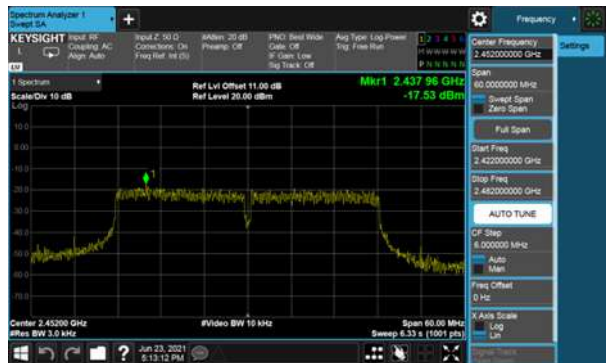 Spectrum Analyzer 1
Swept SA
+
Frequency
KEYSIGHT
Input: RF
Coupling: AC
Align: Auto
Input Z: 50 Ω
Corrections: On
Freq Ref: Int (S)
#Atten: 20 dB
Preamp: Off
PNO: Best Wide
Gate: Off
IF Gain: Low
Sig Track: Off
Avg Type: Log-Power
Trig: Free Run
1 2 3 4 5 6
M W W W W W
P N N N N N
1 Spectrum
Scale/Div 10 dB
Log
Ref Lvl Offset 11.00 dB
Ref Level 20.00 dBm
Mkr1 2.437 96 GHz
-17.53 dBm
10.0
0.00
-10.0
-20.0
-30.0
-40.0
-50.0
-60.0
-70.0
1
Center 2.45200 GHz
#Res BW 3.0 kHz
#Video BW 10 kHz
Span 60.00 MHz
Sweep 6.33 s (1001 pts)
Jun 23, 2021
5:13:12 PM
Center Frequency
2.452000000 GHz
Settings
Span
60.0000000 MHz
Swept Span
Zero Span
Full Span
Start Freq
2.422000000 GHz
Stop Freq
2.482000000 GHz
AUTO TUNE
CF Step
6.000000 MHz
Auto
Man
Freq Offset
0 Hz
X Axis Scale
Log
Lin